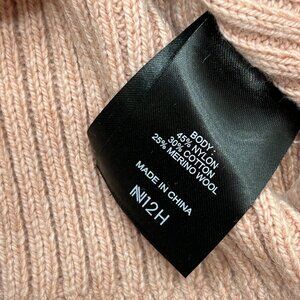 BODY :
45% NYLON
30% COTTON
25% MERINO WOOL
MADE IN CHINA
N12H